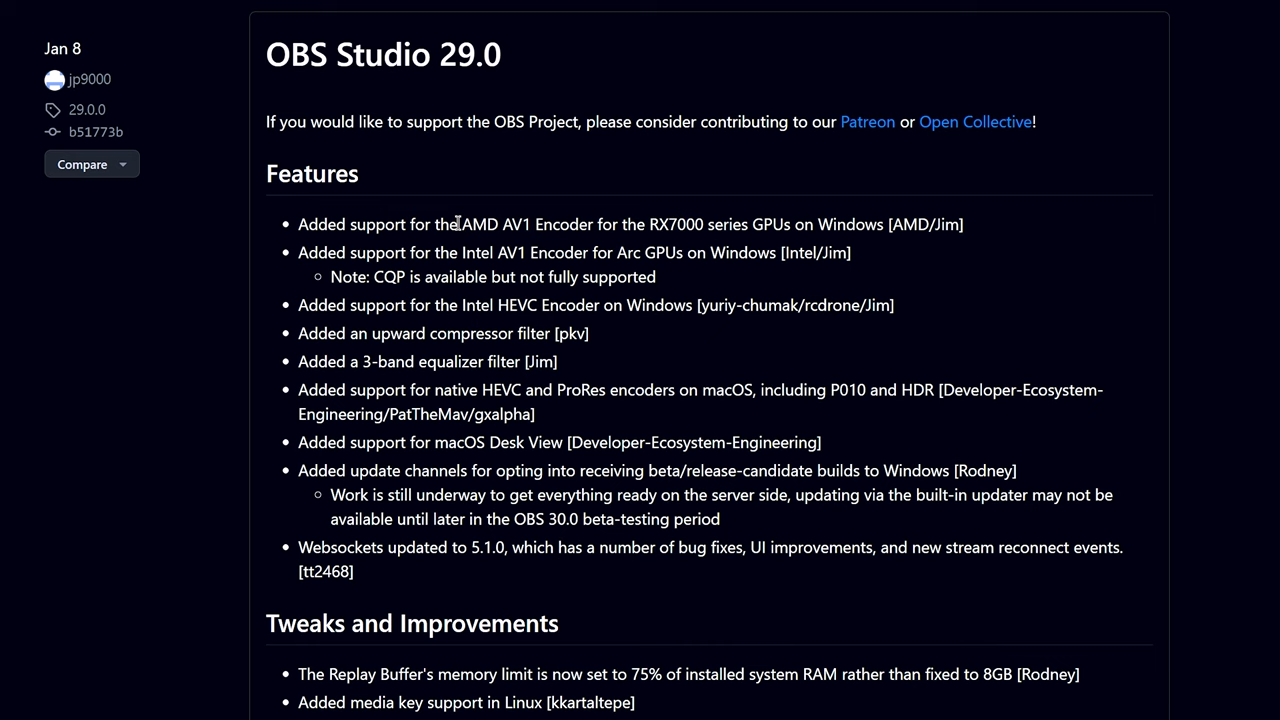 Jan 8
jp9000
29.0.0
b51773b
Compare
OBS Studio 29.0
If you would like to support the OBS Project, please consider contributing to our Patreon or Open Collective!
Features
Added support for the AMD AV1 Encoder for the RX7000 series GPUs on Windows [AMD/Jim]
Added support for the Intel AV1 Encoder for Arc GPUs on Windows [Intel/Jim]
Note: CQP is available but not fully supported
Added support for the Intel HEVC Encoder on Windows [yuriy-chumak/rcdrone/Jim]
Added an upward compressor filter [pkv]
Added a 3-band equalizer filter [Jim]
Added support for native HEVC and ProRes encoders on macOS, including P010 and HDR [Developer-Ecosystem-
Engineering/PatTheMav/gxalpha]
Added support for macOS Desk View [Developer-Ecosystem-Engineering]
Added update channels for opting into receiving beta/release-candidate builds to Windows [Rodney]
Work is still underway to get everything ready on the server side, updating via the built-in updater may not be
available until later in the OBS 30.0 beta-testing period
Websockets updated to 5.1.0, which has a number of bug fixes, UI improvements, and new stream reconnect events.
[tt2468]
Tweaks and Improvements
The Replay Buffer's memory limit is now set to 75% of installed system RAM rather than fixed to 8GB [Rodney]
Added media key support in Linux [kkartaltepe]